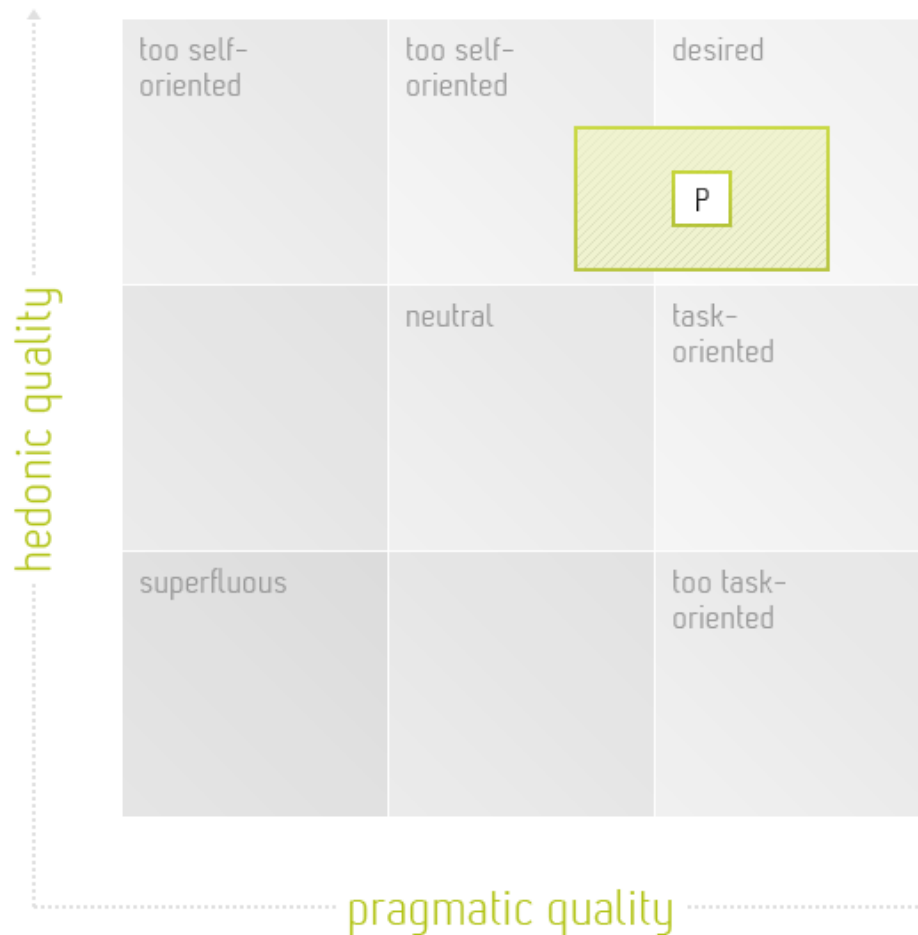 too self-
oriented
too self-
oriented
desired
P
hedonic quality
neutral
task-
oriented
superfluous
too task-
oriented
pragmatic quality